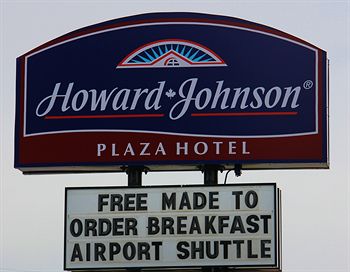 Howard Johnson®
PLAZA HOTEL
FREE MADE TO
ORDER BREAKFAST
AIRPORT SHUTTLE